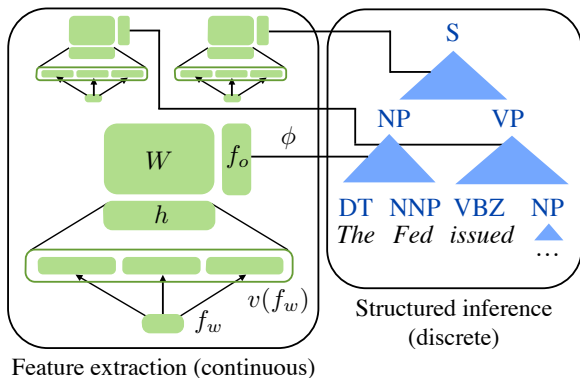 S
NP VP
W
f_o
ϕ
h
DT NNP VBZ NP
The Fed issued
...
v(f_w)
f_w
Structured inference
(discrete)
Feature extraction (continuous)